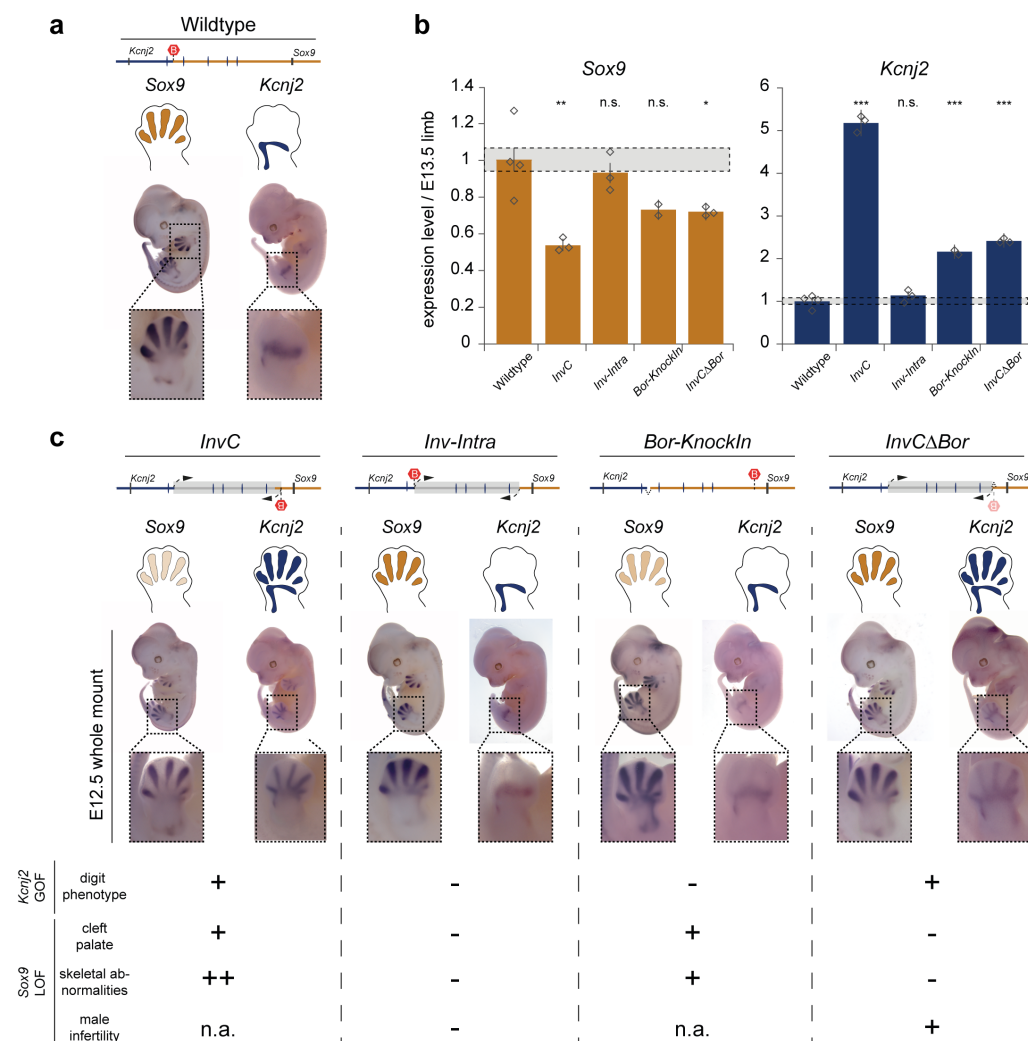 a
Wildtype
Kcnj2
B
Sox9
Sox9
Kcnj2
b
Sox9
expression level / E13.5 limb
1.4
1.2
1
0.8
0.6
0.4
0.2
0
**
n.s.
n.s.
*
Wildtype
InvC
Inv-Intra
Bor-KnockIn
InvCΔBor
Kcnj2
6
5
4
3
2
1
0
***
n.s.
***
***
Wildtype
InvC
Inv-Intra
Bor-KnockIn
InvCΔBor
c
InvC
Inv-Intra
Bor-KnockIn
InvCΔBor
Kcnj2
Sox9
B
Kcnj2
B
Sox9
Kcnj2
B
Sox9
Kcnj2
Sox9
B
Sox9
Kcnj2
Sox9
Kcnj2
Sox9
Kcnj2
Sox9
Kcnj2
E12.5 whole mount
Kcnj2
GOF
digit
phenotype
+
-
-
+
Sox9
LOF
cleft
palate
+
-
+
-
skeletal ab-
normalities
++
-
+
-
male
infertility
n.a.
-
n.a.
+